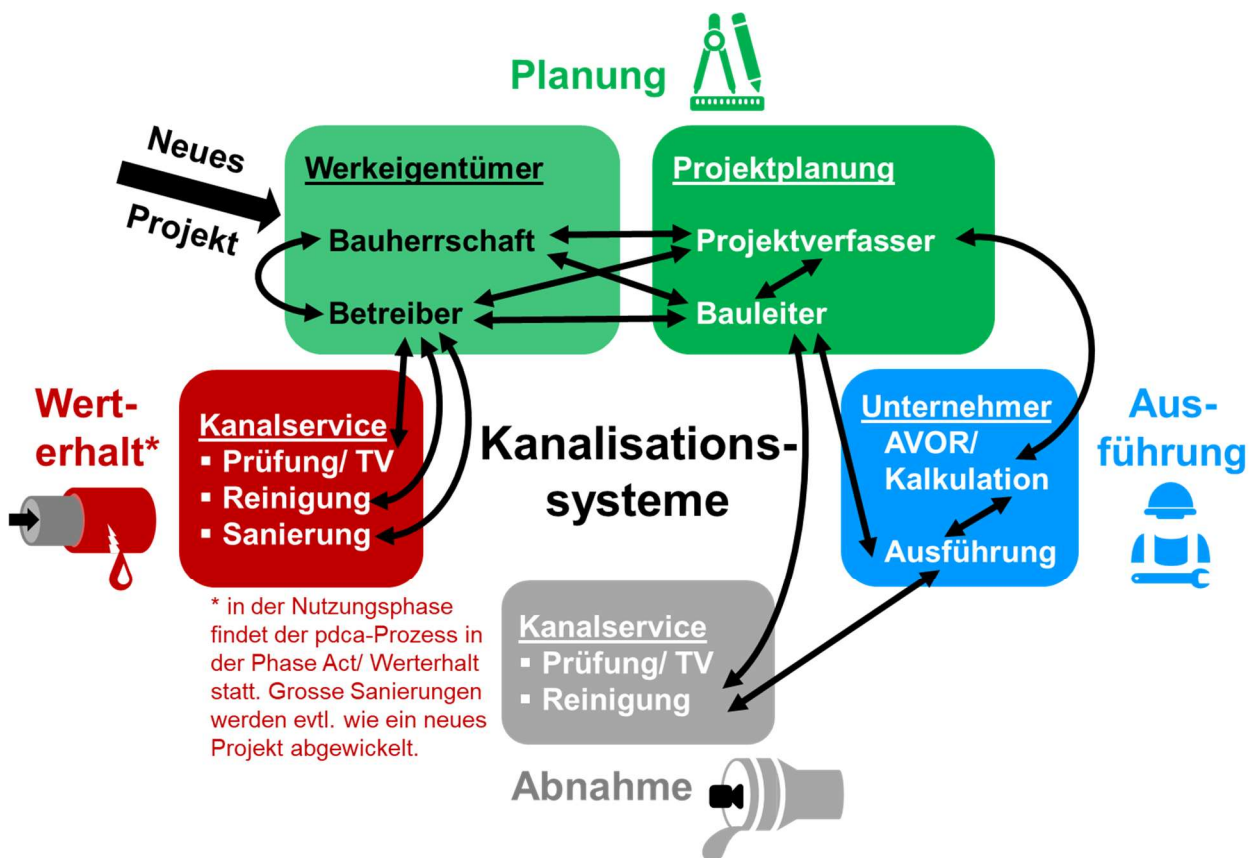 Planung
Neues
Projekt
Werkeigentümer
Bauherrschaft
Betreiber
Projektplanung
Projektverfasser
Bauleiter
Wert-
erhalt*
Kanalservice
▪ Prüfung/ TV
▪ Reinigung
▪ Sanierung
Kanalisations-
systeme
Unternehmer
AVOR/
Kalkulation
Ausführung
Aus-
führung
* in der Nutzungsphase
findet der pdca-Prozess in
der Phase Act/ Werterhalt
statt. Grosse Sanierungen
werden evtl. wie ein neues
Projekt abgewickelt.
Kanalservice
▪ Prüfung/ TV
▪ Reinigung
Abnahme